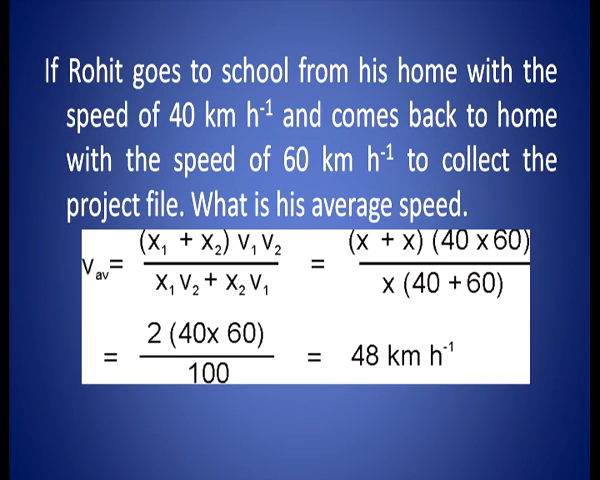 If Rohit goes to school from his home with the
speed of 40 km h⁻¹ and comes back to home
with the speed of 60 km h⁻¹ to collect the
project file. What is his average speed.
v_av = (x₁ + x₂) v₁ v₂ / x₁ v₂ + x₂ v₁ = (x + x) (40 x 60) / x (40 + 60)
= 2 (40x 60) / 100 = 48 km h⁻¹